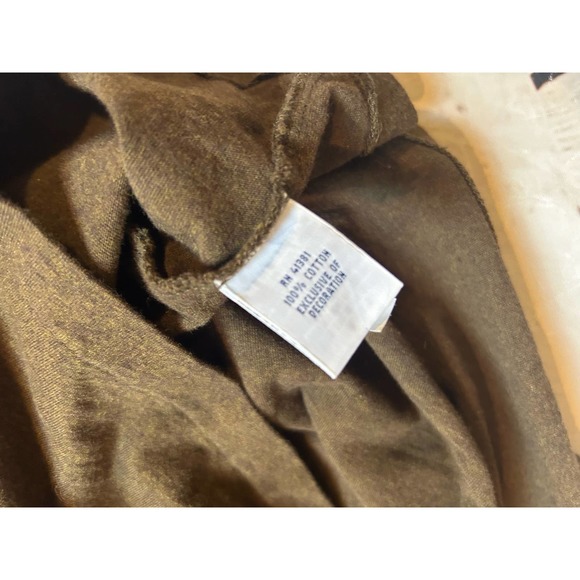 RN 41381
100% COTTON
EXCLUSIVE OF
DECORATION